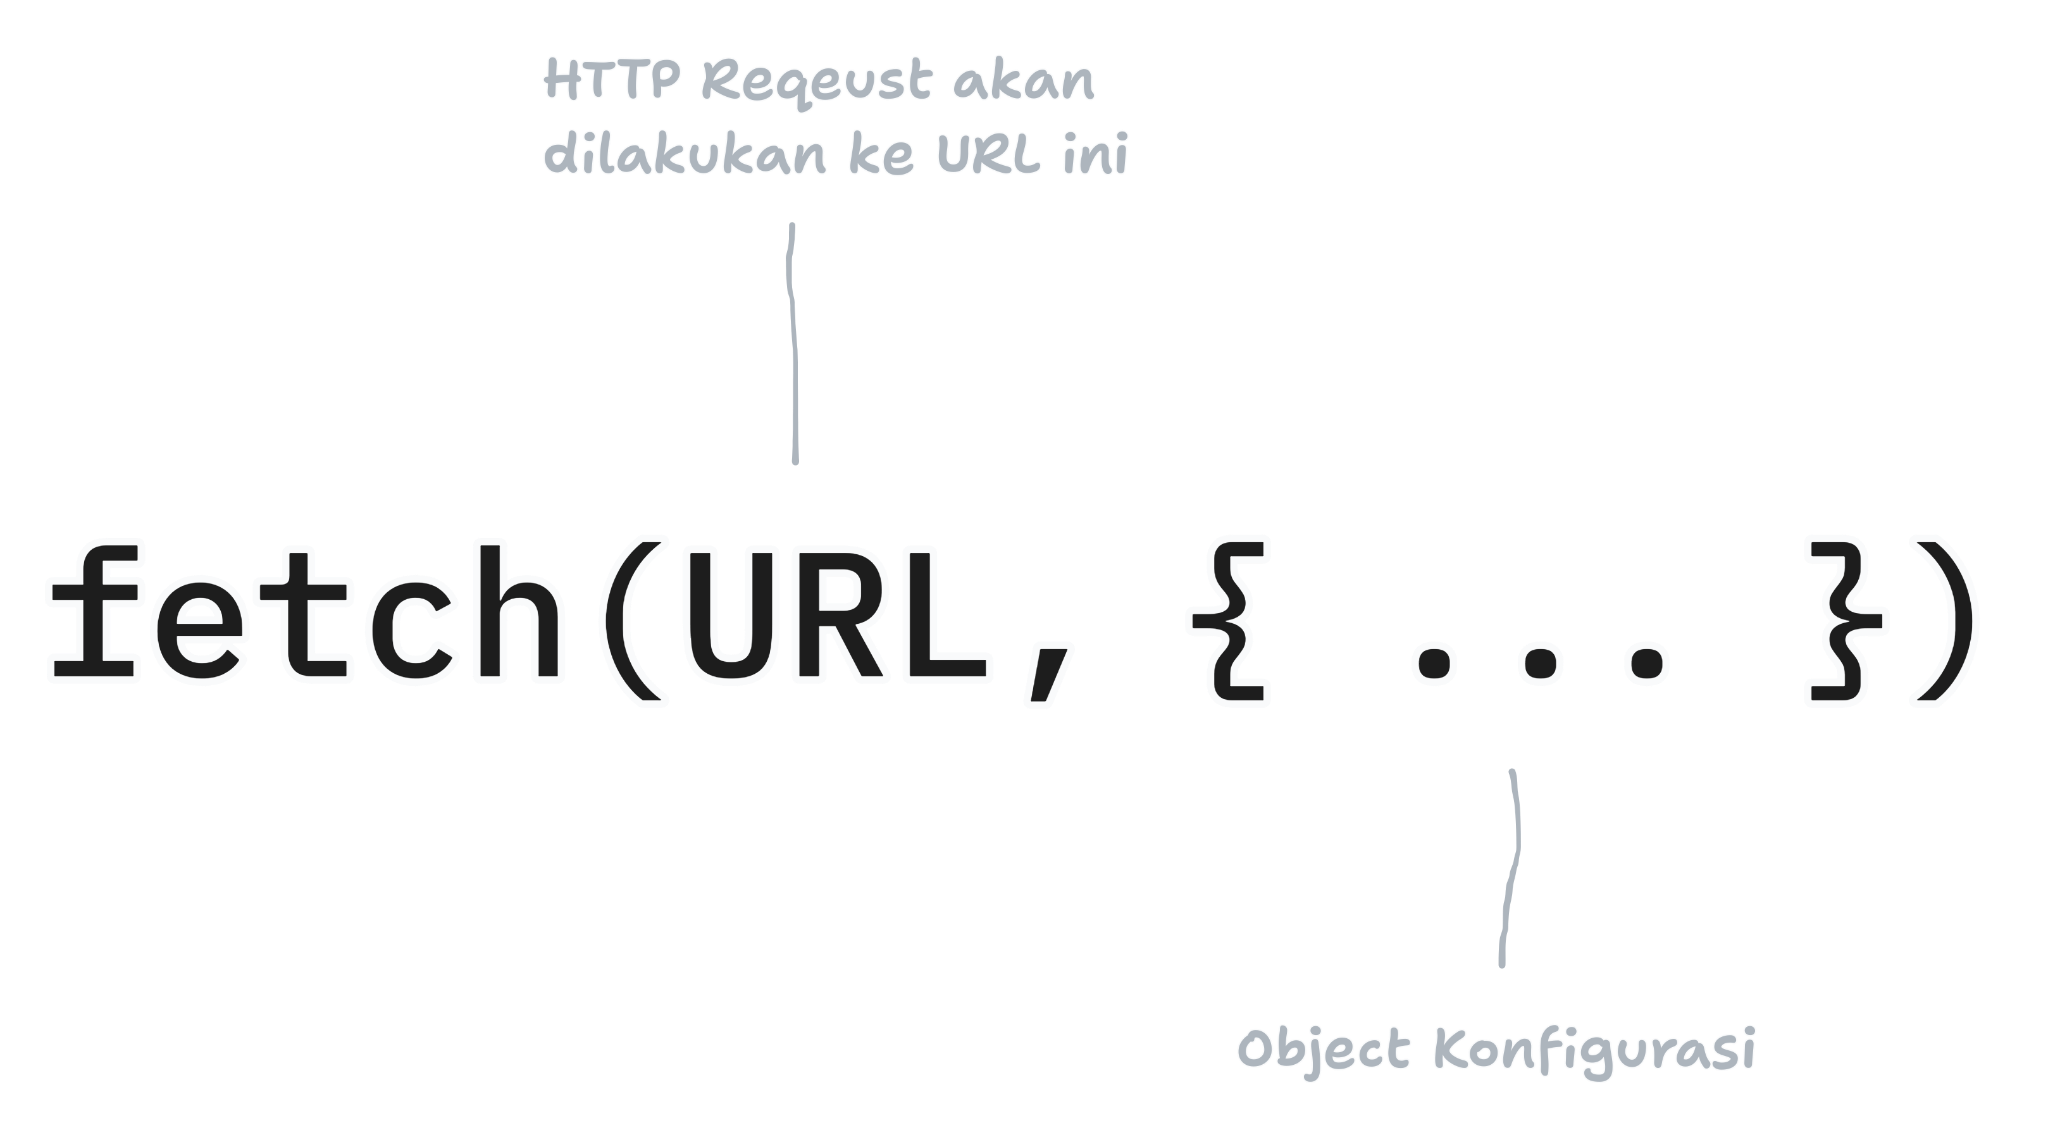 HTTP Reqeust akan
dilakukan ke URL ini
fetch(URL, { ... })
Object Konfigurasi